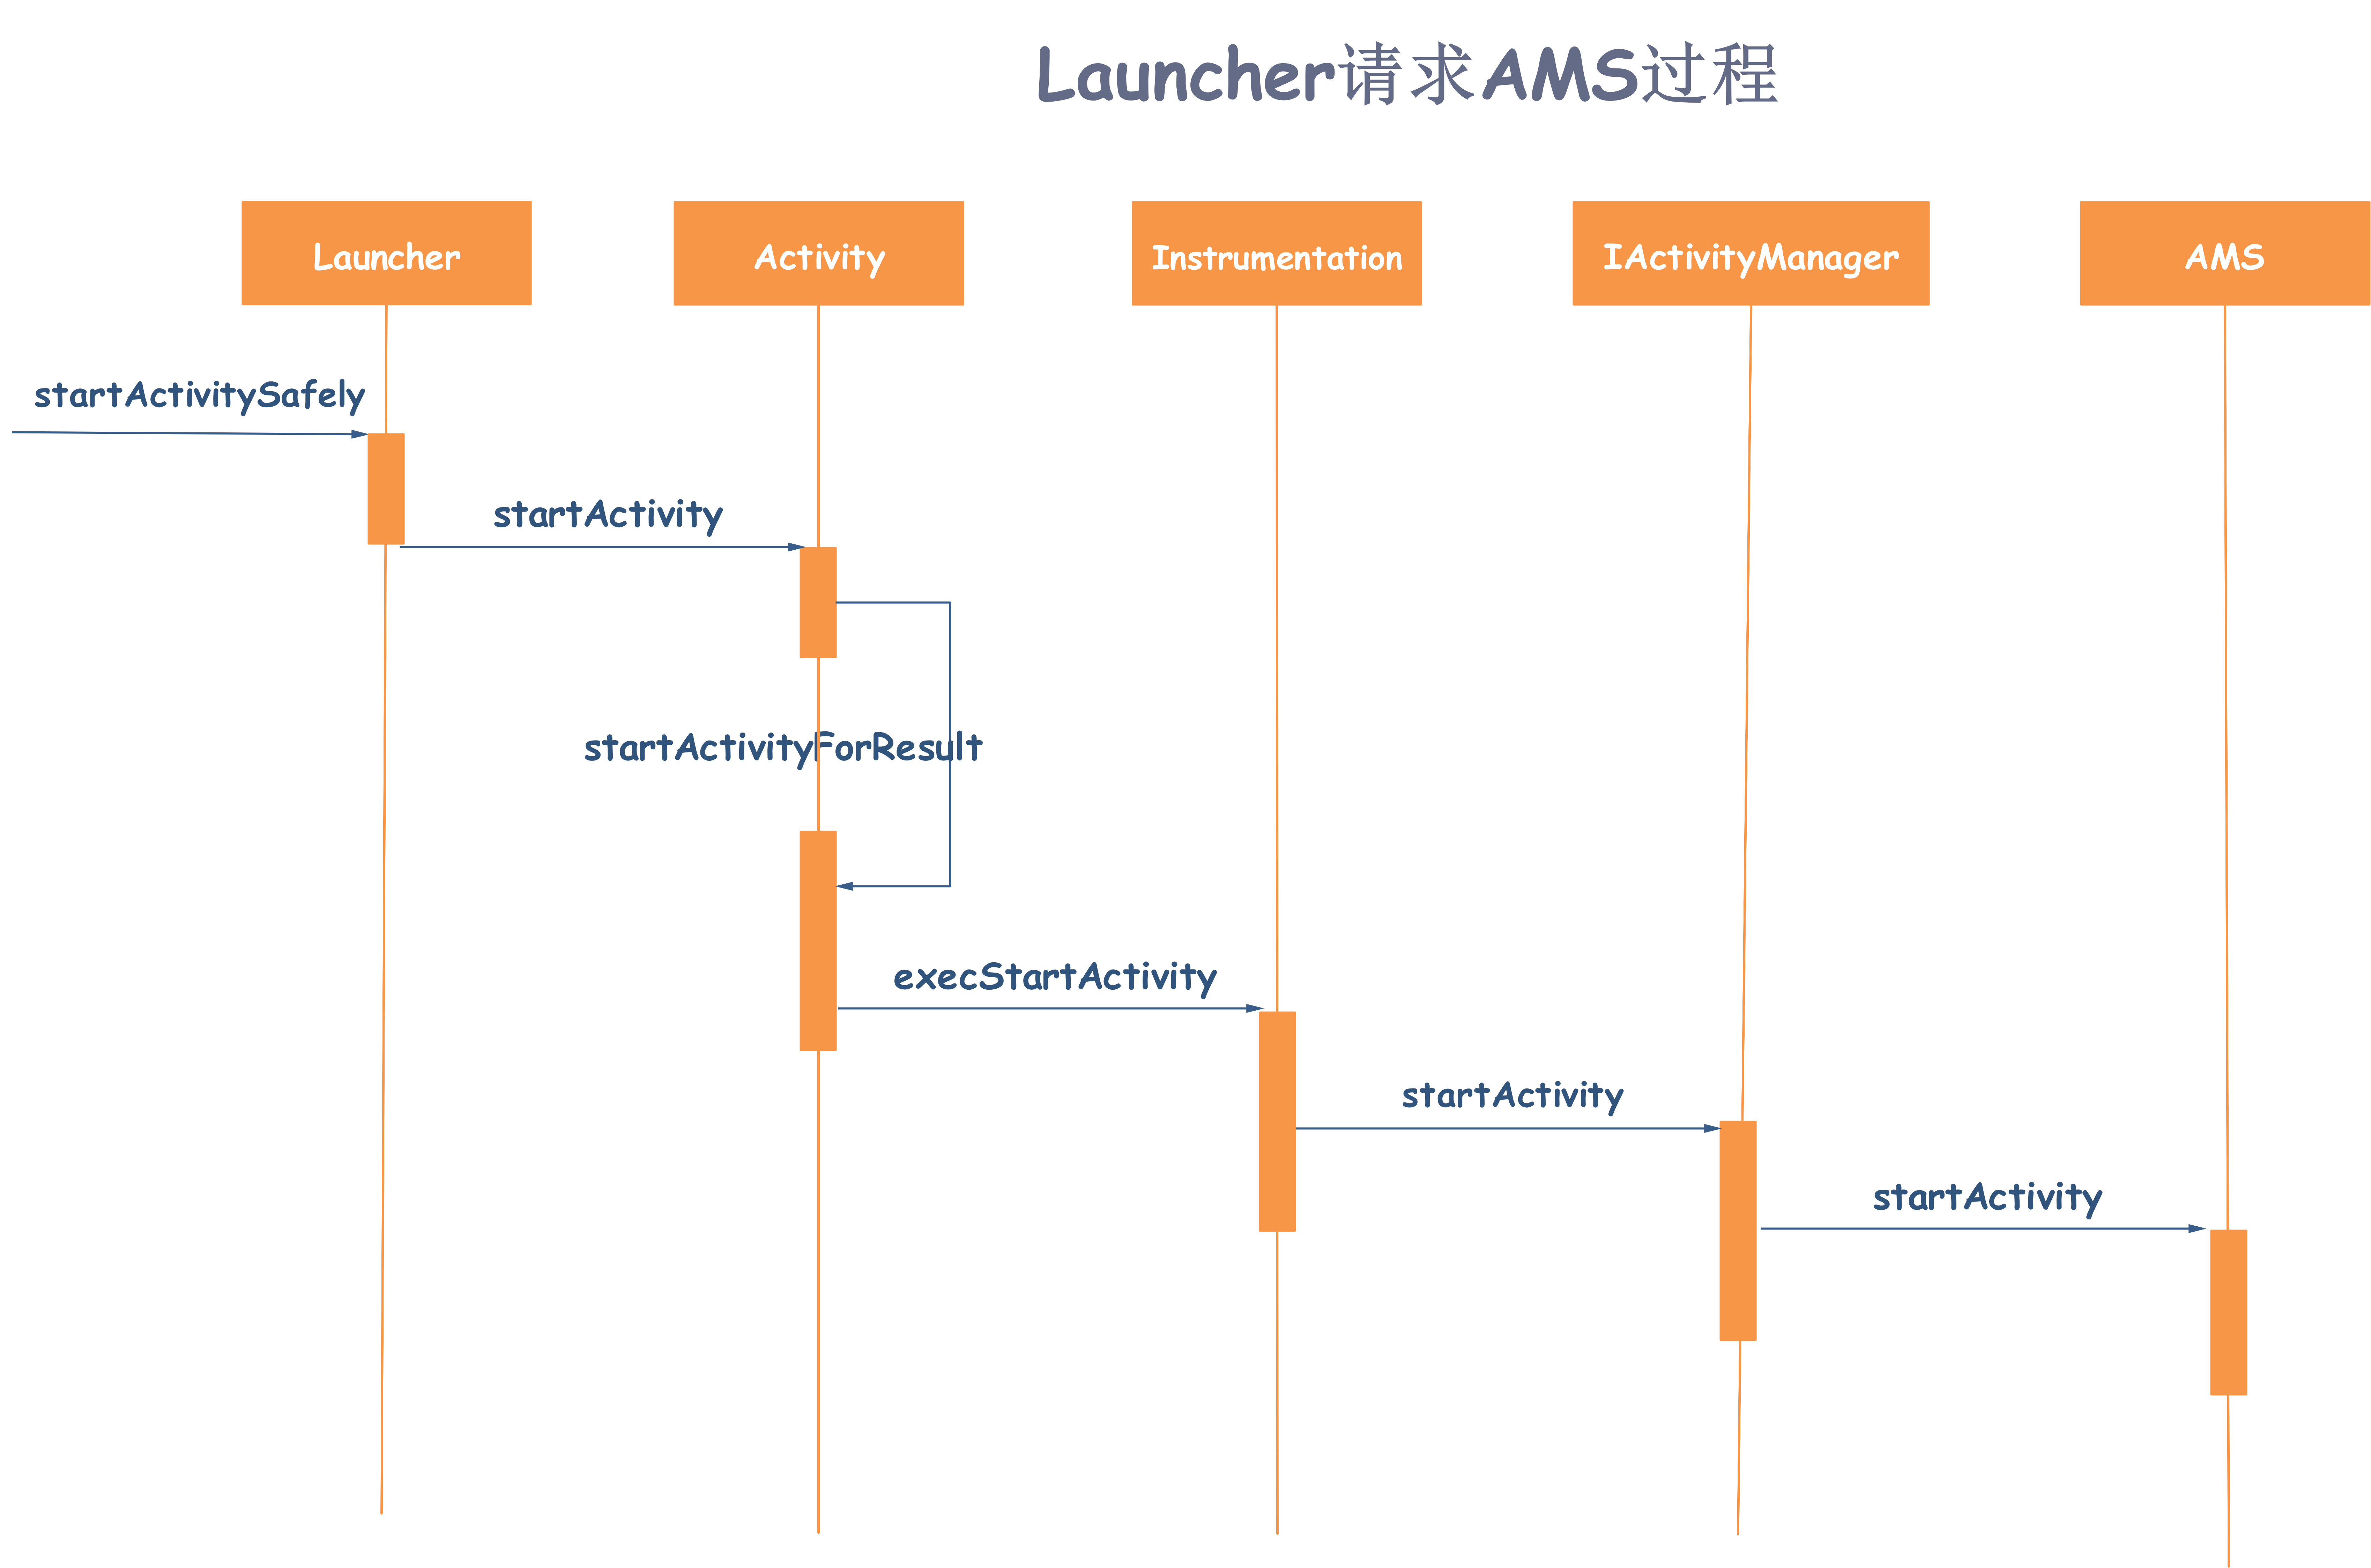 Launcher请求AMS过程
Launcher
Activity
Instrumentation
IActivityManager
AMS
startActivitySafely
startActivity
startActivityForResult
execStartActivity
startActivity
startActivity